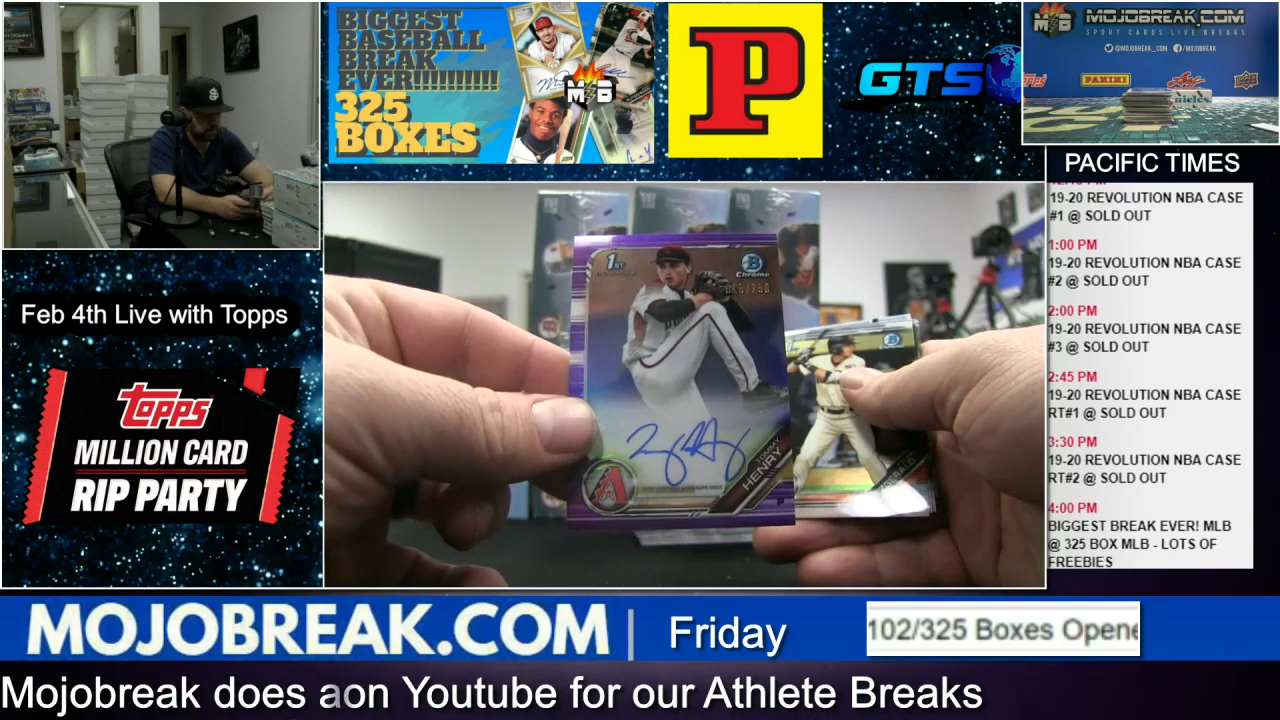 BIGGEST
BASEBALL
BREAK
EVER!!!!!!!!!!!
325
BOXES
MB
P
GTS
MB MOJOBREAK.COM
SPORT CARDS LIVE BREAKS
@MOJOBREAK_COM /MOJOBREAK
topps PANINI Leaf
PACIFIC TIMES
19-20 REVOLUTION NBA CASE
#1 @ SOLD OUT
1:00 PM
19-20 REVOLUTION NBA CASE
#2 @ SOLD OUT
2:00 PM
19-20 REVOLUTION NBA CASE
#3 @ SOLD OUT
2:45 PM
19-20 REVOLUTION NBA CASE
RT#1 @ SOLD OUT
3:30 PM
19-20 REVOLUTION NBA CASE
RT#2 @ SOLD OUT
4:00 PM
BIGGEST BREAK EVER! MLB
@ 325 BOX MLB - LOTS OF
FREEBIES
Feb 4th Live with Topps
topps
MILLION CARD
RIP PARTY
1ST
B
Chrome
TOMMY
HENRY
P
MOJOBREAK.COM | Friday
102/325 Boxes Opene
Mojobreak does aon Youtube for our Athlete Breaks